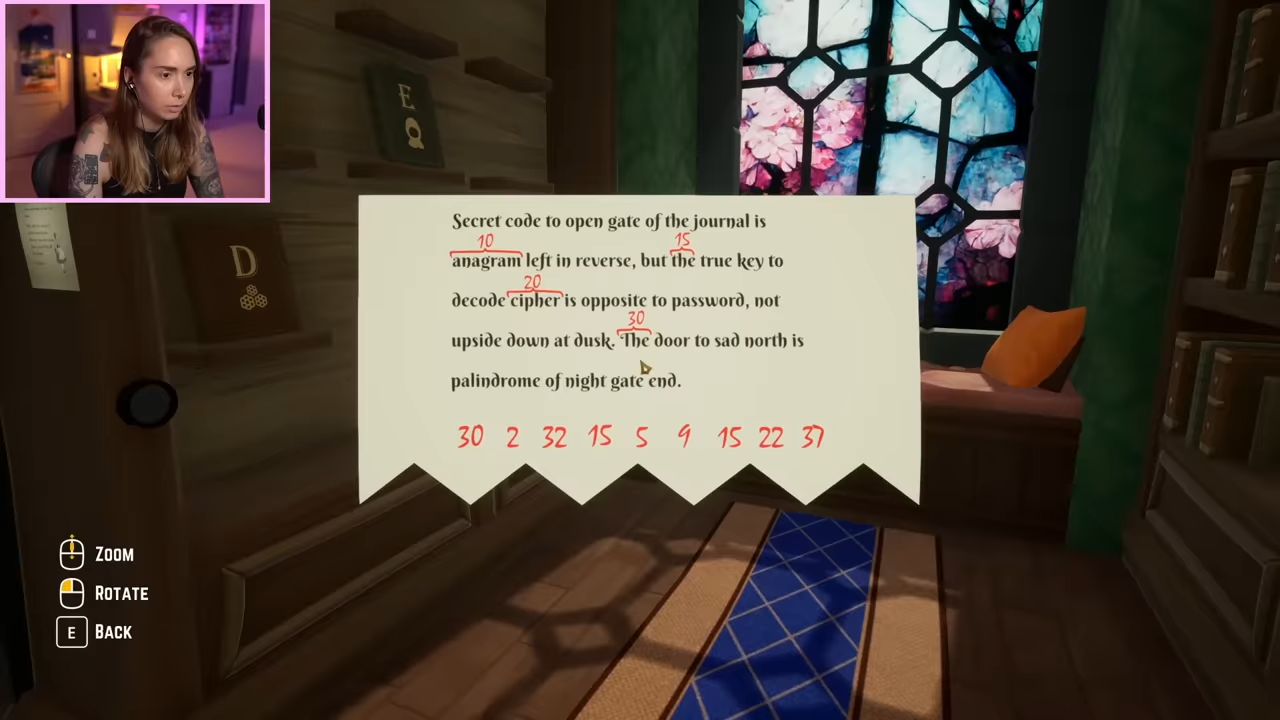 E
D
Secret code to open gate of the journal is
10 15
anagram left in reverse, but the true key to
20
decode cipher is opposite to password, not
30
upside down at dusk. The door to sad north is
palindrome of night gate end.
30 2 32 15 5 9 15 22 37
ZOOM
ROTATE
E BACK